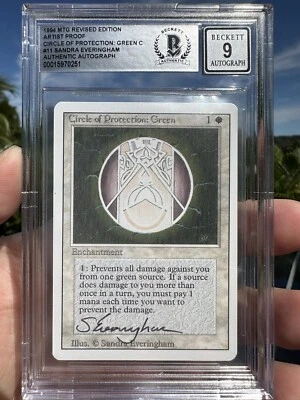 1994 MTG REVISED EDITION
ARTIST PROOF
CIRCLE OF PROTECTION: GREEN C
#11 SANDRA EVERINGHAM
AUTHENTIC AUTOGRAPH
00015970251
BECKETT
AUTHENTIC
BECKETT
9
AUTOGRAPH
Circle of Protection: Green
1
Enchantment
1: Prevents all damage against you
from one green source. If a source
does damage to you more than
once in a turn, you must pay 1
mana each time you want to
prevent the damage.
S Everingham
Illus. © Sandra Everingham